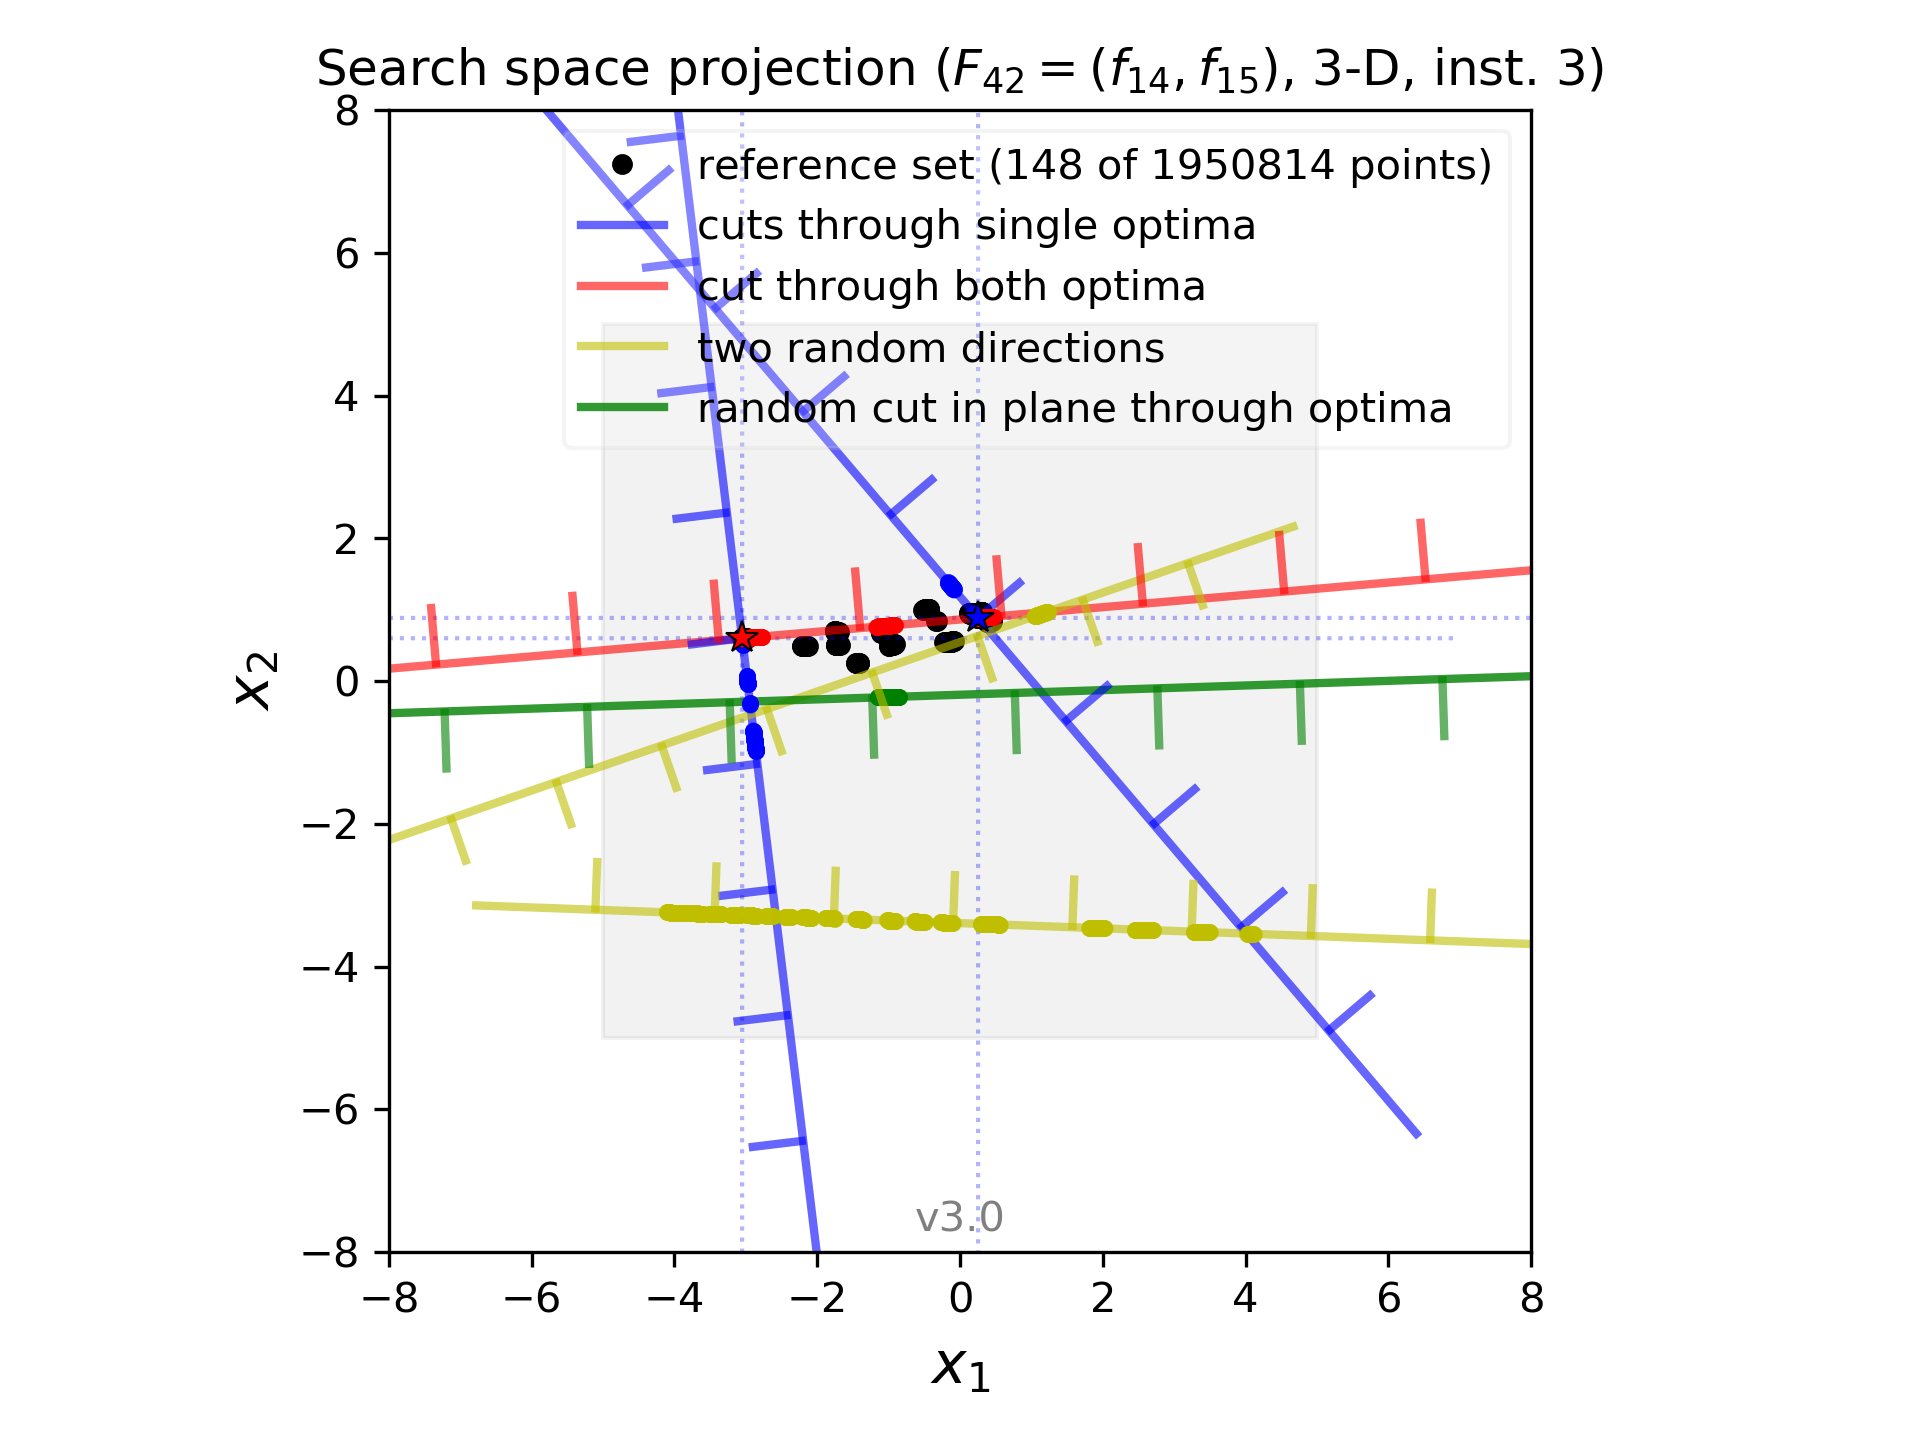 Search space projection (F42 = (f14, f15), 3-D, inst. 3)
reference set (148 of 1950814 points)
cuts through single optima
cut through both optima
two random directions
random cut in plane through optima
8
6
4
2
0
−2
−4
−6
−8
x2
v3.0
−8 −6 −4 −2 0 2 4 6 8
x1